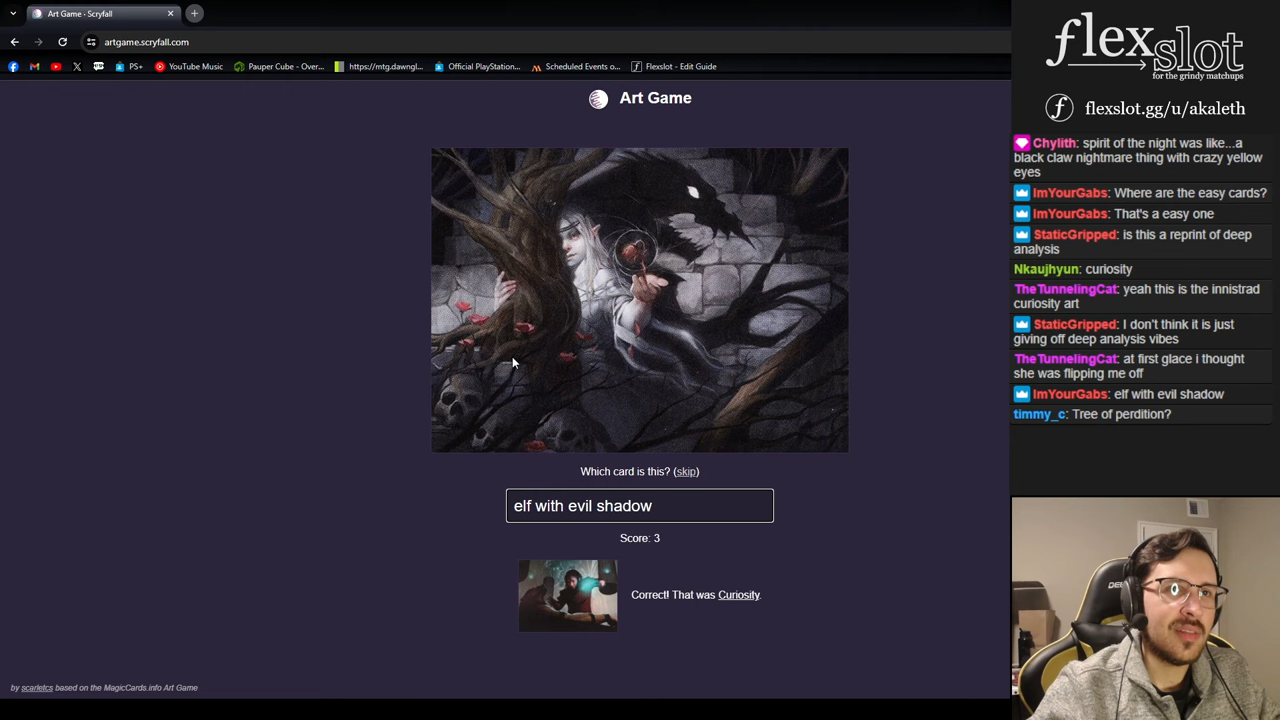 Art Game - Scryfall
artgame.scryfall.com
PS+
YouTube Music
Pauper Cube - Over...
https://mtg.dawngl...
Official PlayStation...
Scheduled Events o...
Flexslot - Edit Guide
Art Game
Which card is this? (skip)
elf with evil shadow
Score: 3
Correct! That was Curiosity.
by scarletcs based on the MagicCards.info Art Game
flexslot
for the grindy matchups
flexslot.gg/u/akaleth
Chylith: spirit of the night was like...a
black claw nightmare thing with crazy yellow
eyes
ImYourGabs: Where are the easy cards?
ImYourGabs: That's a easy one
StaticGripped: is this a reprint of deep
analysis
Nkaujhyun: curiosity
TheTunnelingCat: yeah this is the innistrad
curiosity art
StaticGripped: I don't think it is just
giving off deep analysis vibes
TheTunnelingCat: at first glace i thought
she was flipping me off
ImYourGabs: elf with evil shadow
timmy_c: Tree of perdition?